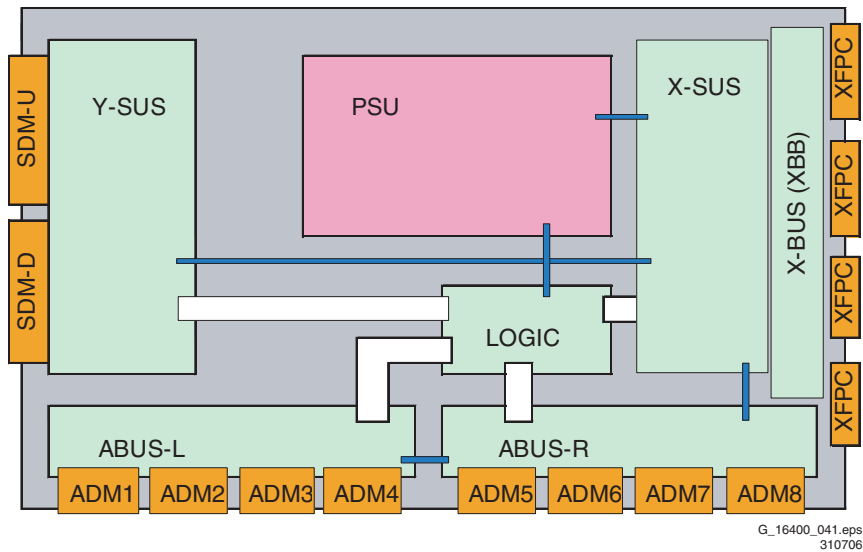 SDM-U
Y-SUS
PSU
X-SUS
X-BUS (XBB)
XFPC
XFPC
SDM-D
LOGIC
XFPC
XFPC
ABUS-L
ABUS-R
ADM1
ADM2
ADM3
ADM4
ADM5
ADM6
ADM7
ADM8
G_16400_041.eps
310706